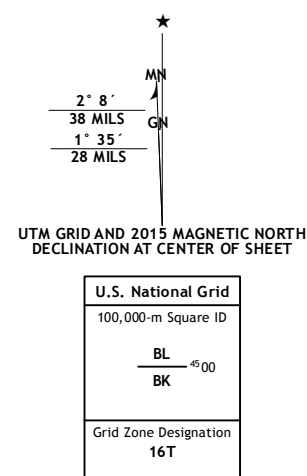 ★
MN
GN
2° 8´
38 MILS
1° 35´
28 MILS
UTM GRID AND 2015 MAGNETIC NORTH
DECLINATION AT CENTER OF SHEET
U.S. National Grid
100,000-m Square ID
BL
4500
BK
Grid Zone Designation
16T